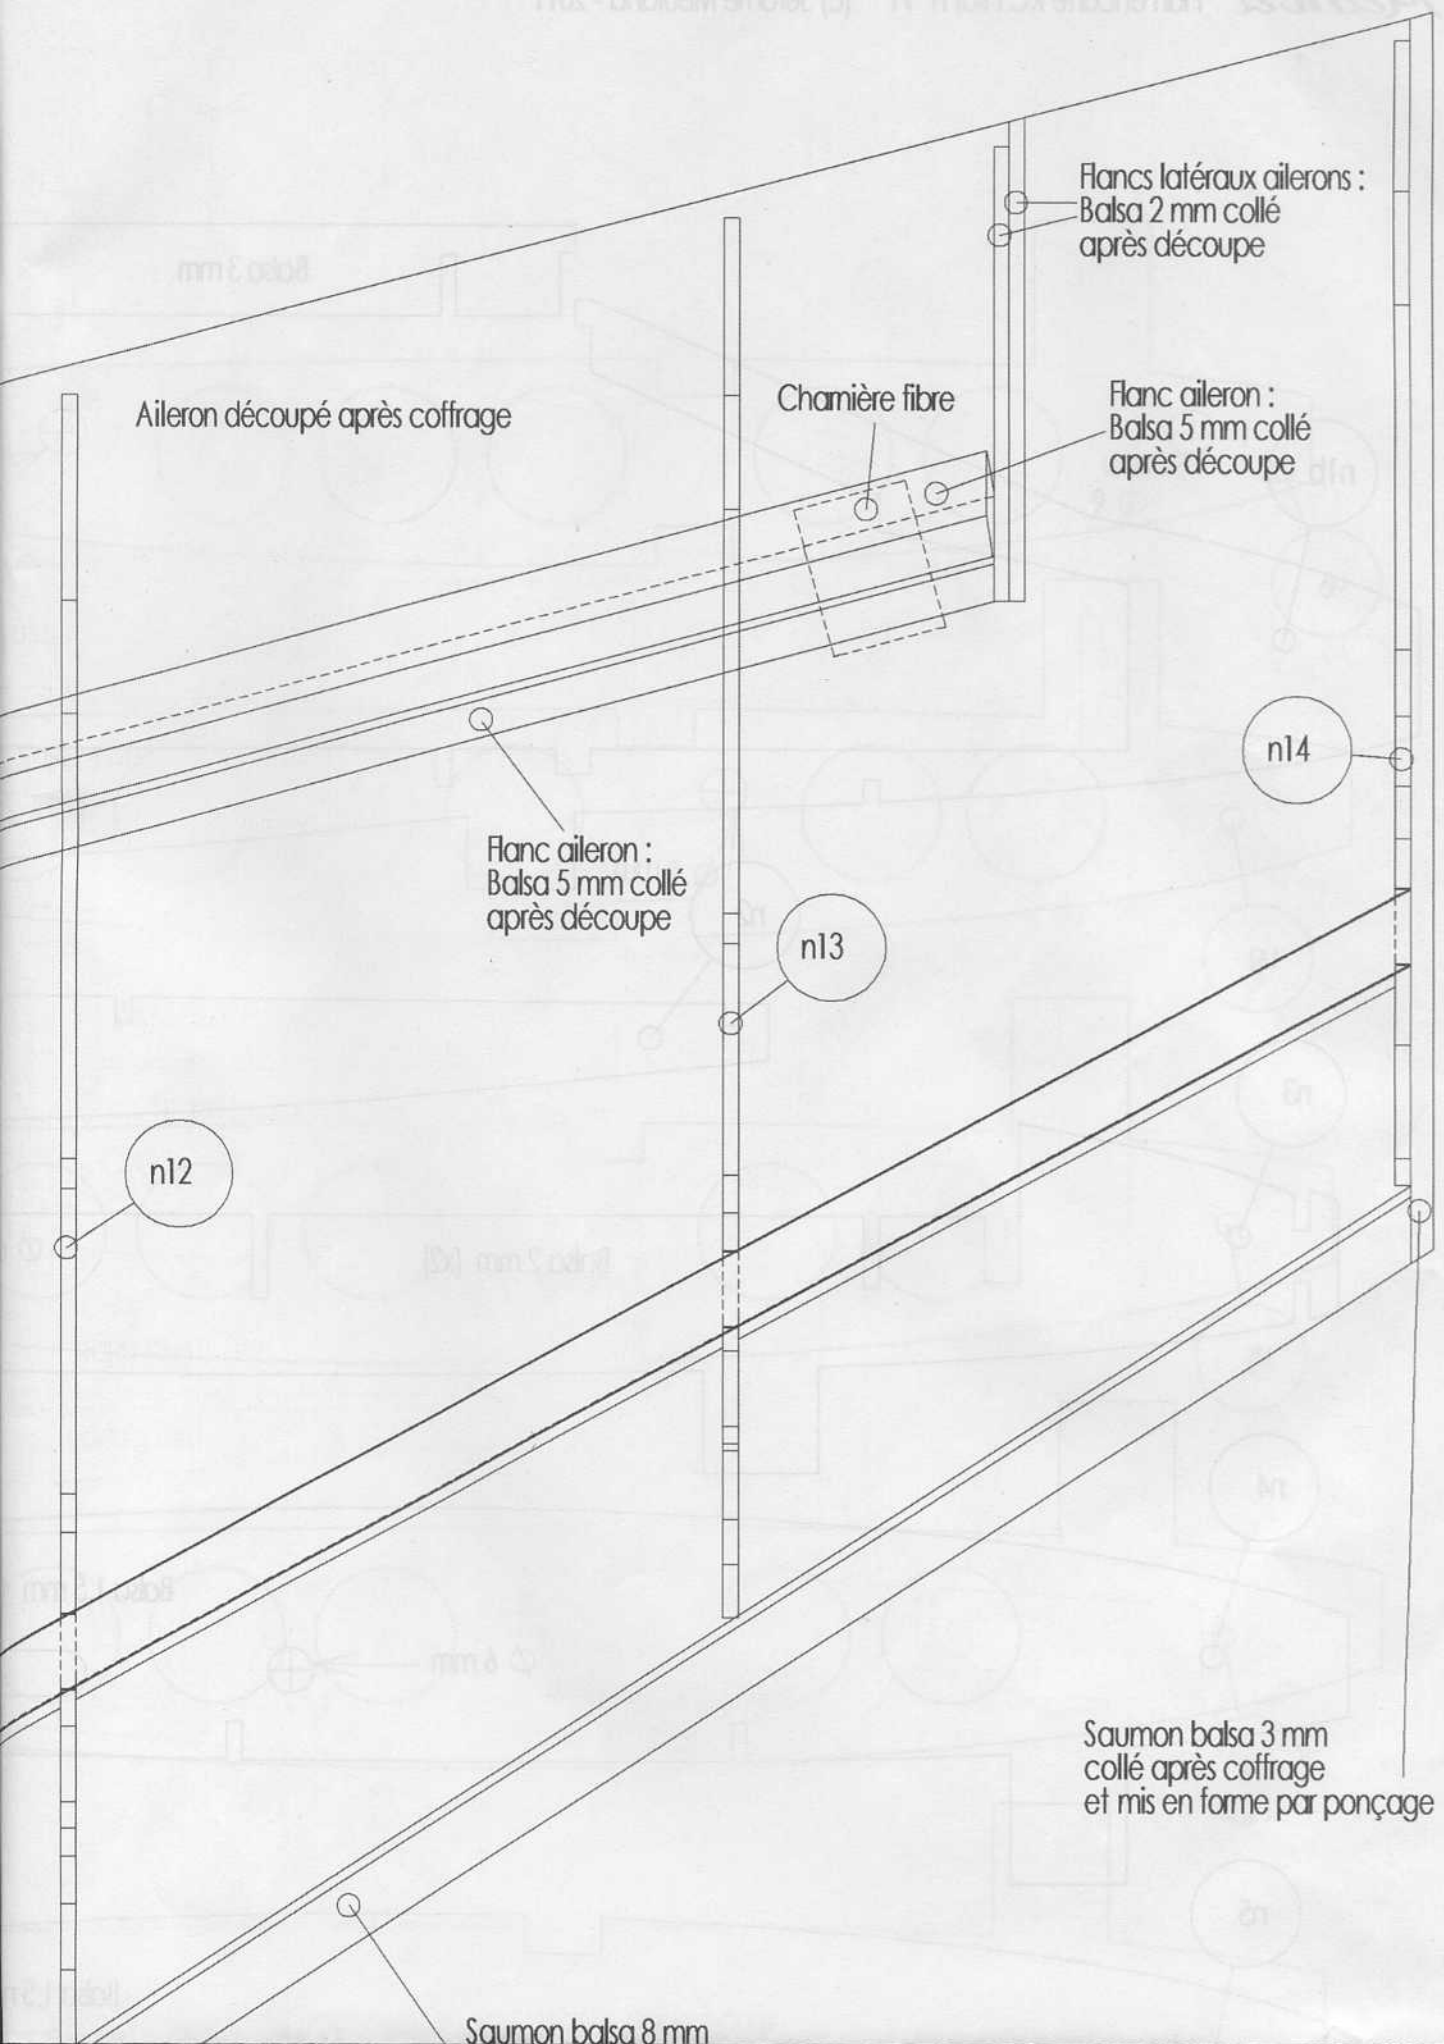 Flancs latéraux ailerons :
Balsa 2 mm collé
après découpe
Aileron découpé après coffrage
Charnière fibre
Flanc aileron :
Balsa 5 mm collé
après découpe
n14
Flanc aileron :
Balsa 5 mm collé
après découpe
n13
n12
Saumon balsa 3 mm
collé après coffrage
et mis en forme par ponçage
Saumon balsa 8 mm